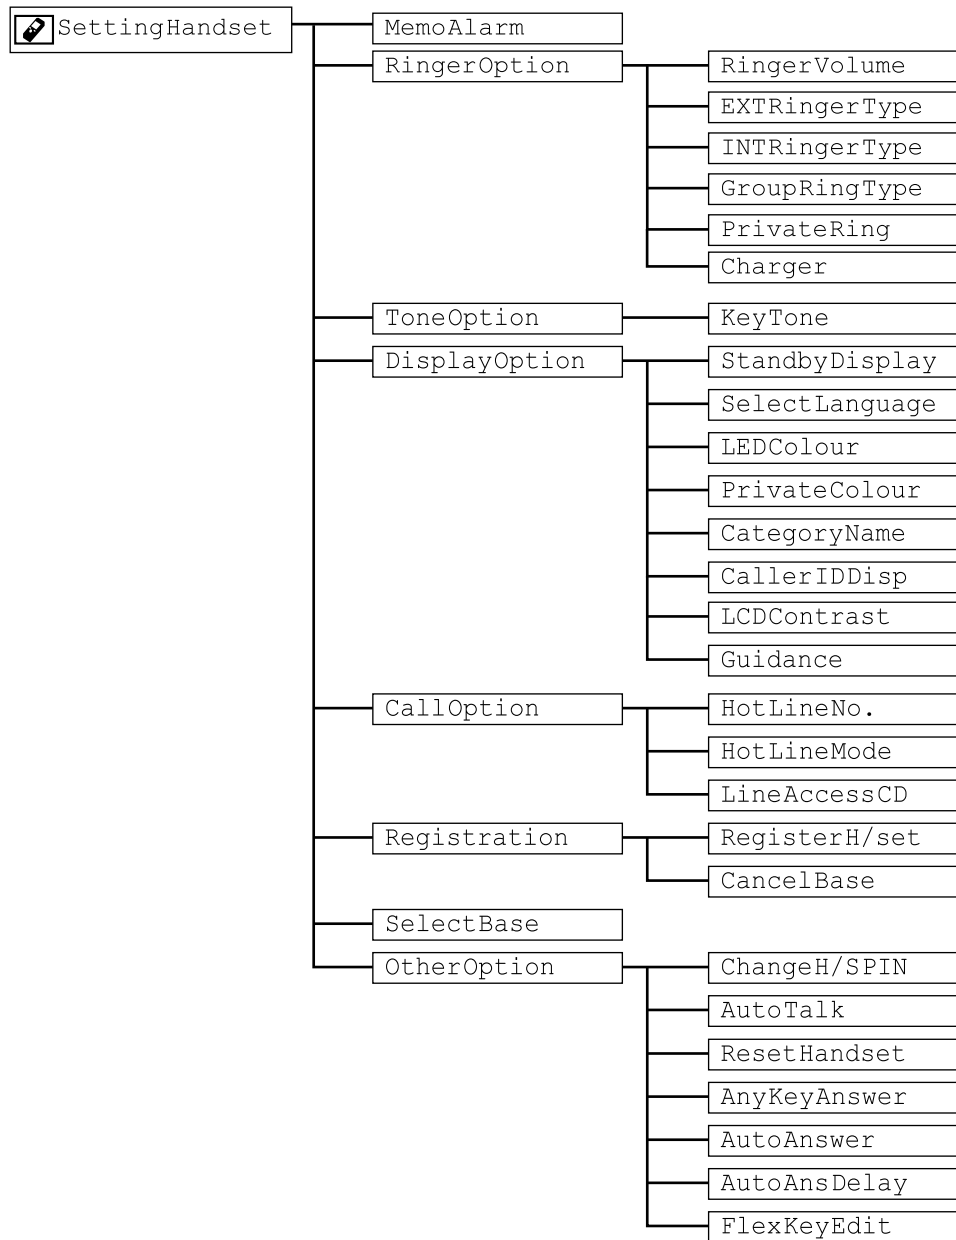 SettingHandset
MemoAlarm
RingerOption
RingerVolume
EXTRingerType
INTRingerType
GroupRingType
PrivateRing
Charger
ToneOption
KeyTone
DisplayOption
StandbyDisplay
SelectLanguage
LEDColour
PrivateColour
CategoryName
CallerIDDisp
LCDContrast
Guidance
CallOption
HotLineNo.
HotLineMode
LineAccessCD
Registration
RegisterH/set
CancelBase
SelectBase
OtherOption
ChangeH/SPIN
AutoTalk
ResetHandset
AnyKeyAnswer
AutoAnswer
AutoAnsDelay
FlexKeyEdit